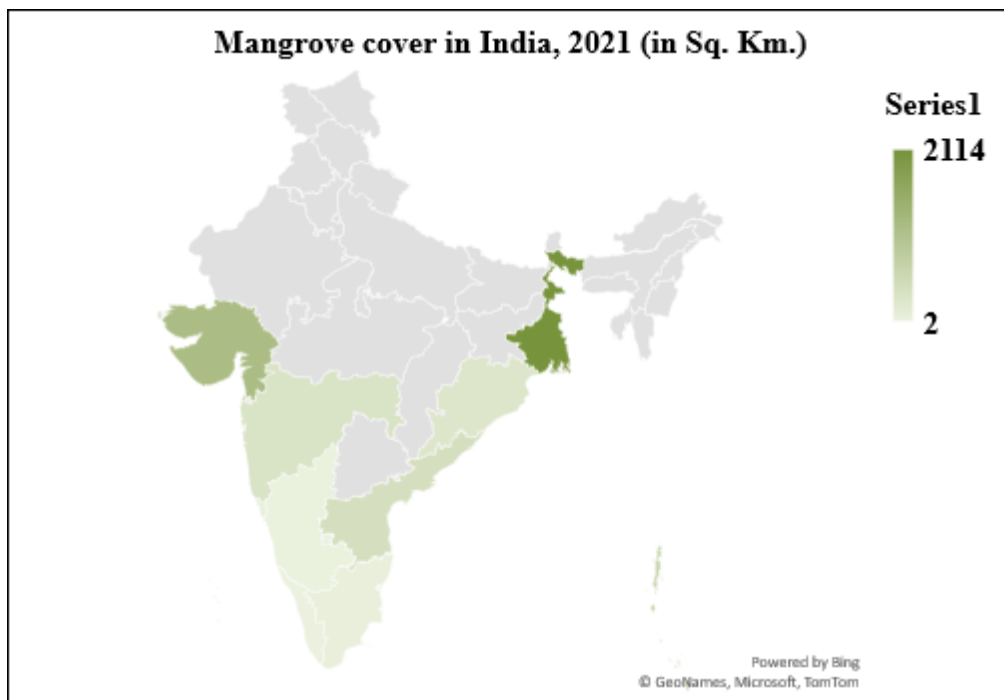 Mangrove cover in India, 2021 (in Sq. Km.)
Series1
2114
2
Powered by Bing
© GeoNames, Microsoft, TomTom